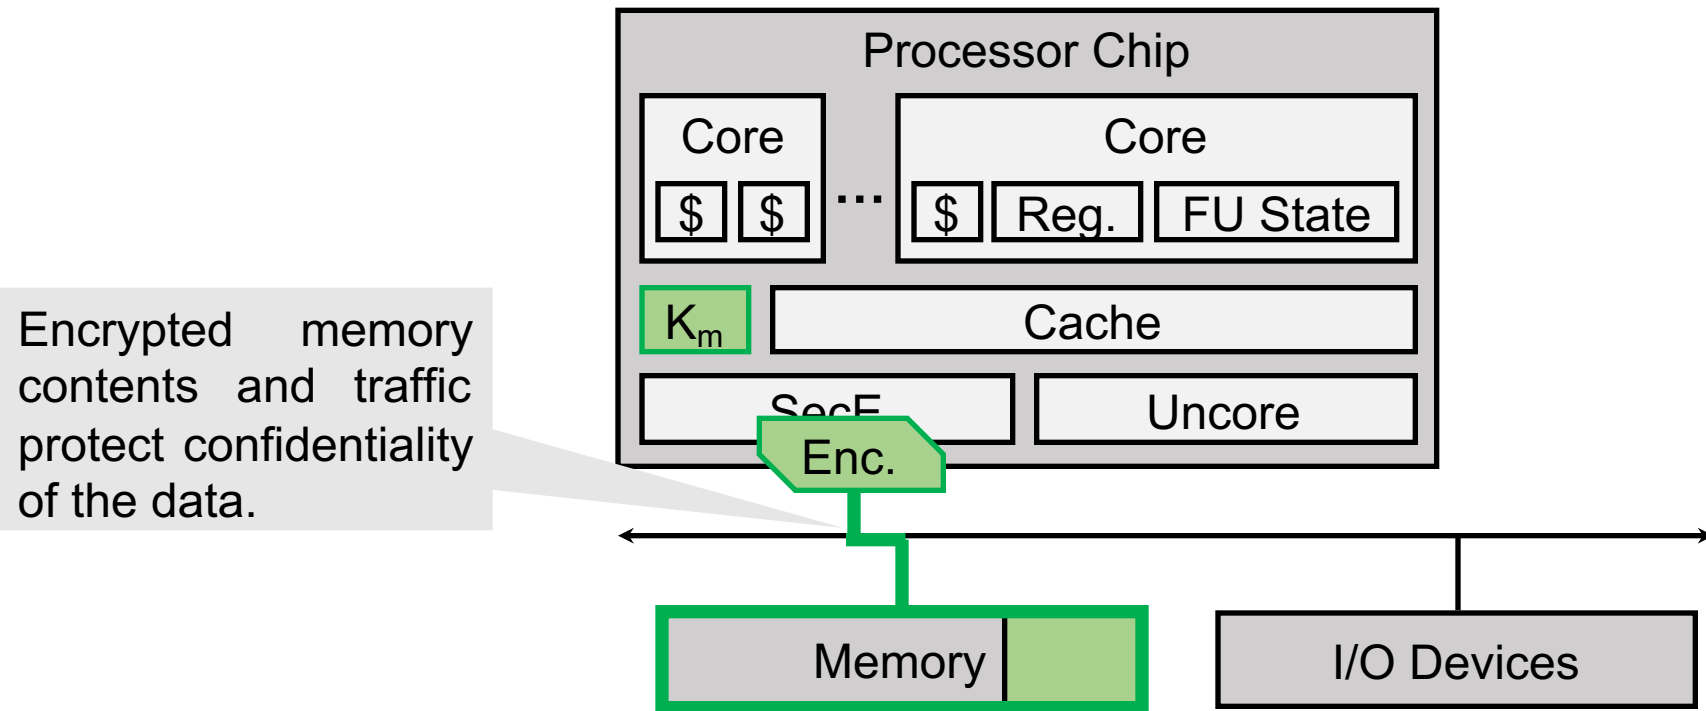 Processor Chip
Core
Core
$ $ ... $ Reg. FU State
Encrypted memory
contents and traffic
protect confidentiality
of the data.
Km
Cache
SecE
Uncore
Enc.
Memory
I/O Devices